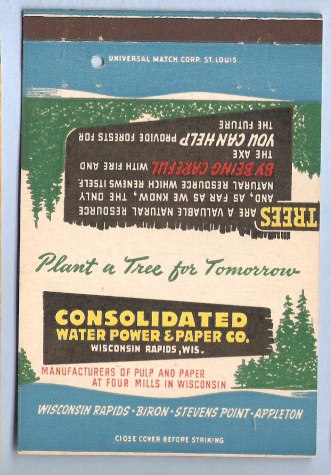 UNIVERSAL MATCH CORP. ST. LOUIS
TREES
ARE A VALUABLE NATURAL RESOURCE
AND, AS FAR AS WE KNOW, THE ONLY
NATURAL RESOURCE WHICH RENEWS ITSELF.
BY BEING CAREFUL WITH FIRE AND
THE AXE
YOU CAN HELP PROVIDE FORESTS FOR
THE FUTURE
Plant a Tree for Tomorrow
CONSOLIDATED
WATER POWER & PAPER CO.
WISCONSIN RAPIDS, WIS.
MANUFACTURERS OF PULP AND PAPER
AT FOUR MILLS IN WISCONSIN
WISCONSIN RAPIDS · BIRON · STEVENS POINT · APPLETON
CLOSE COVER BEFORE STRIKING